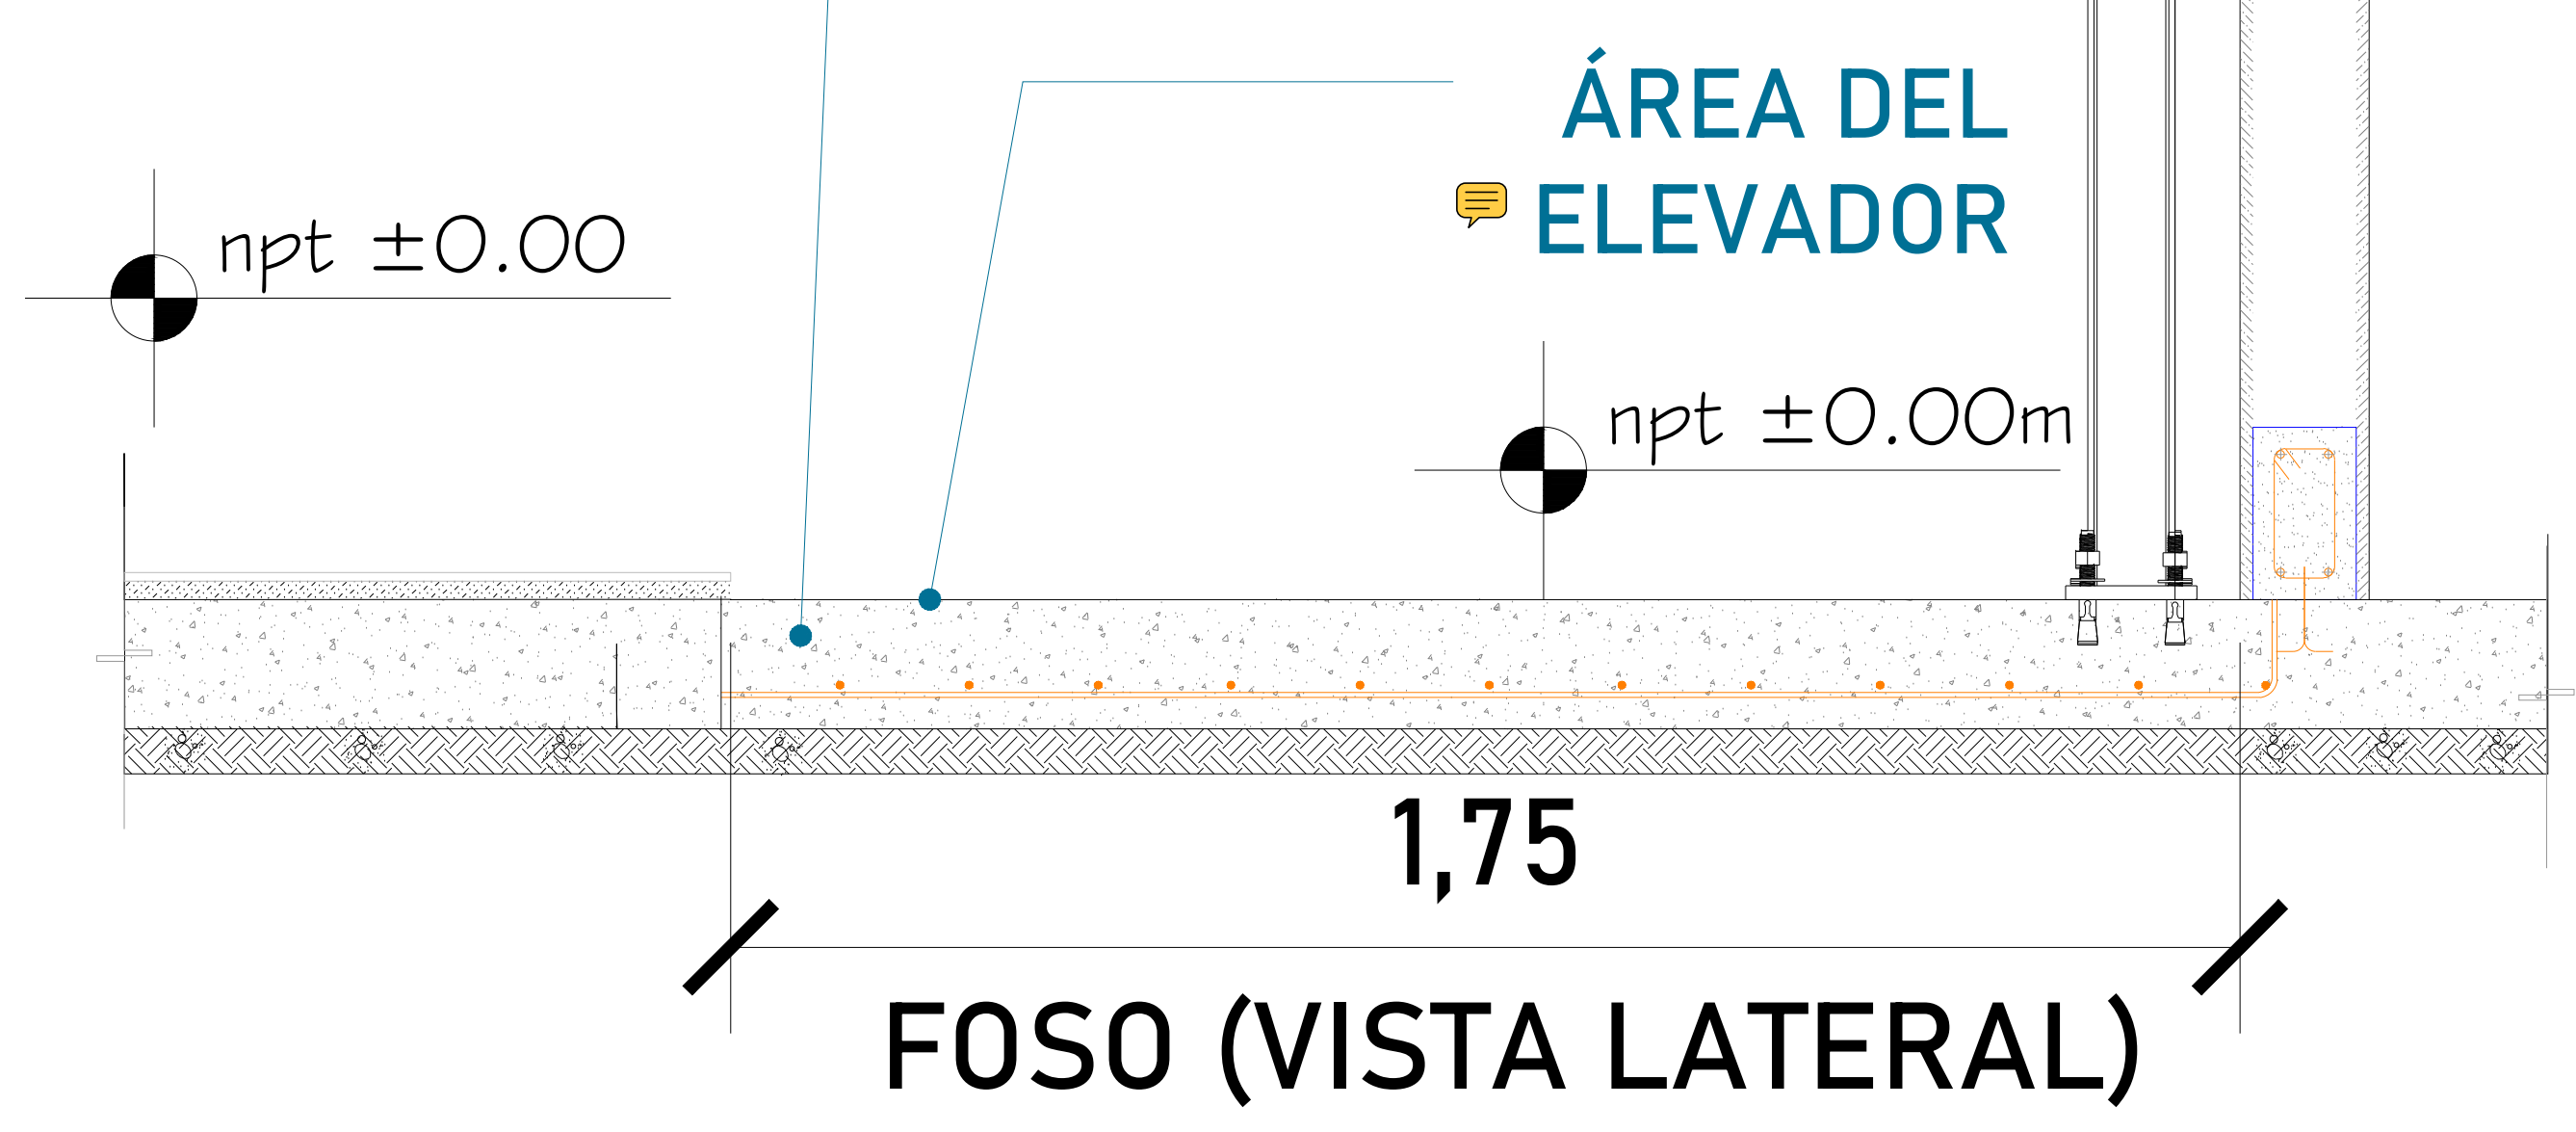 ÁREA DEL
ELEVADOR
npt ±0.00
npt ±0.00m
1,75
FOSO (VISTA LATERAL)